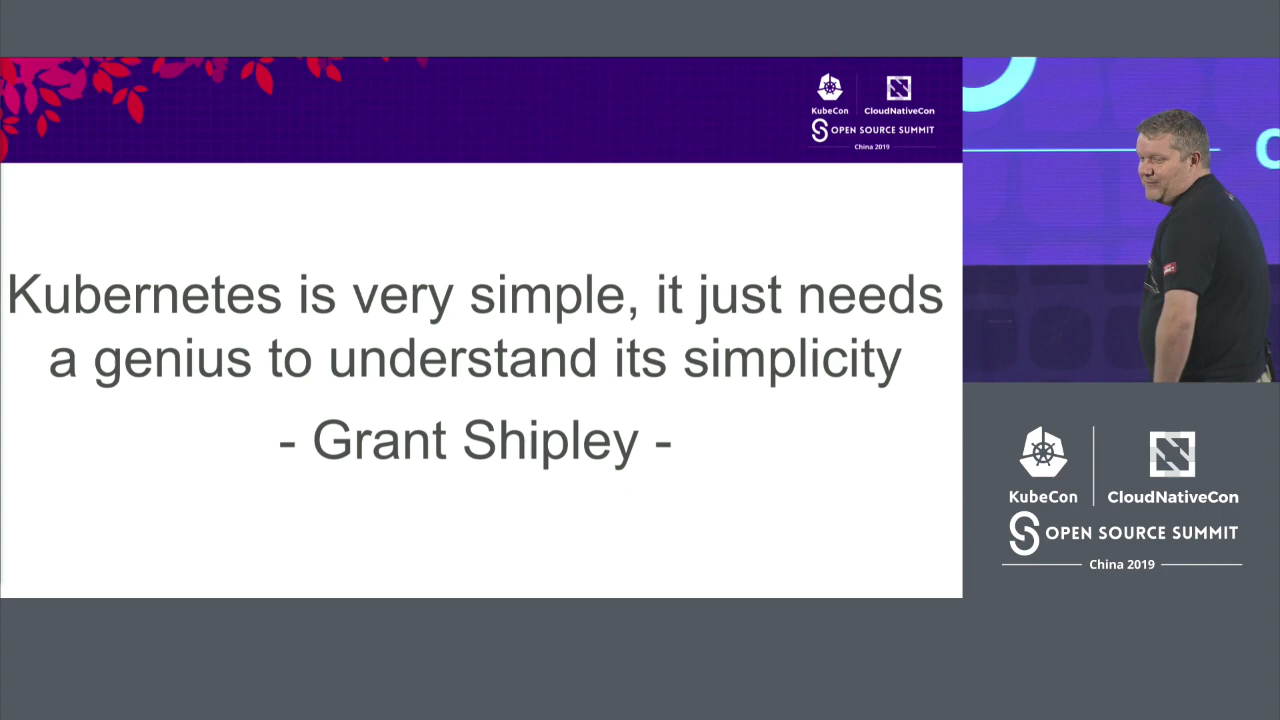 KubeCon
CloudNativeCon
OPEN SOURCE SUMMIT
China 2019
Kubernetes is very simple, it just needs
a genius to understand its simplicity
- Grant Shipley -
KubeCon
CloudNativeCon
OPEN SOURCE SUMMIT
China 2019